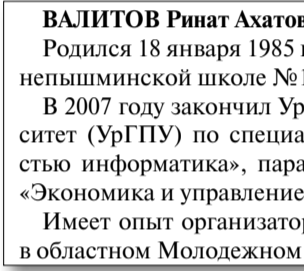 ВАЛИТОВ Ринат Ахатов
Родился 18 января 1985
непышминской школе №
В 2007 году закончил Ур
ситет (УрГПУ) по специа
стью информатика», пара
«Экономика и управление
Имеет опыт организатор
в областном Молодежном